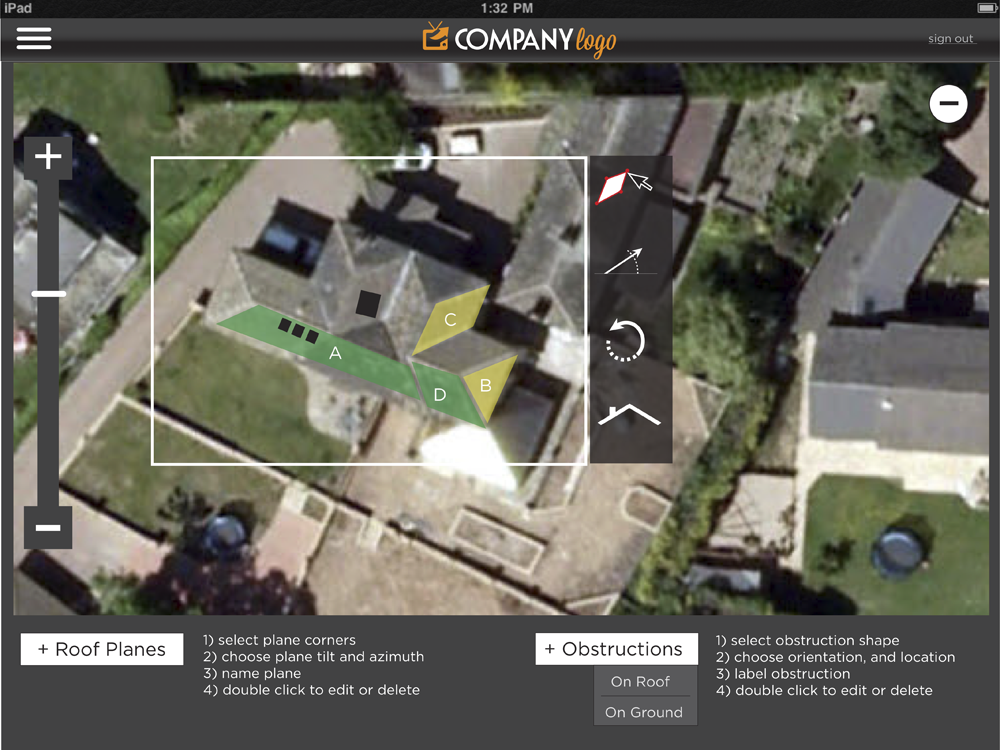 iPad
1:32 PM
COMPANY logo
sign out
C
A
B
D
+ Roof Planes
1) select plane corners
2) choose plane tilt and azimuth
3) name plane
4) double click to edit or delete
+ Obstructions
On Roof
On Ground
1) select obstruction shape
2) choose orientation, and location
3) label obstruction
4) double click to edit or delete